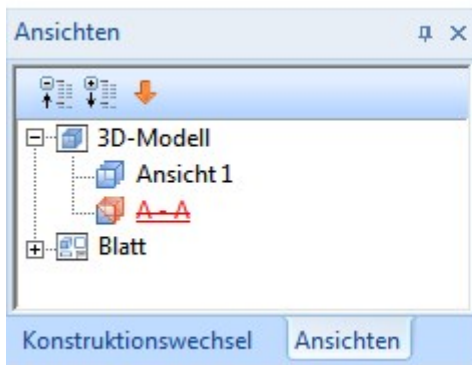 Ansichten
3D-Modell
Ansicht 1
A - A
Blatt
Konstruktionswechsel Ansichten